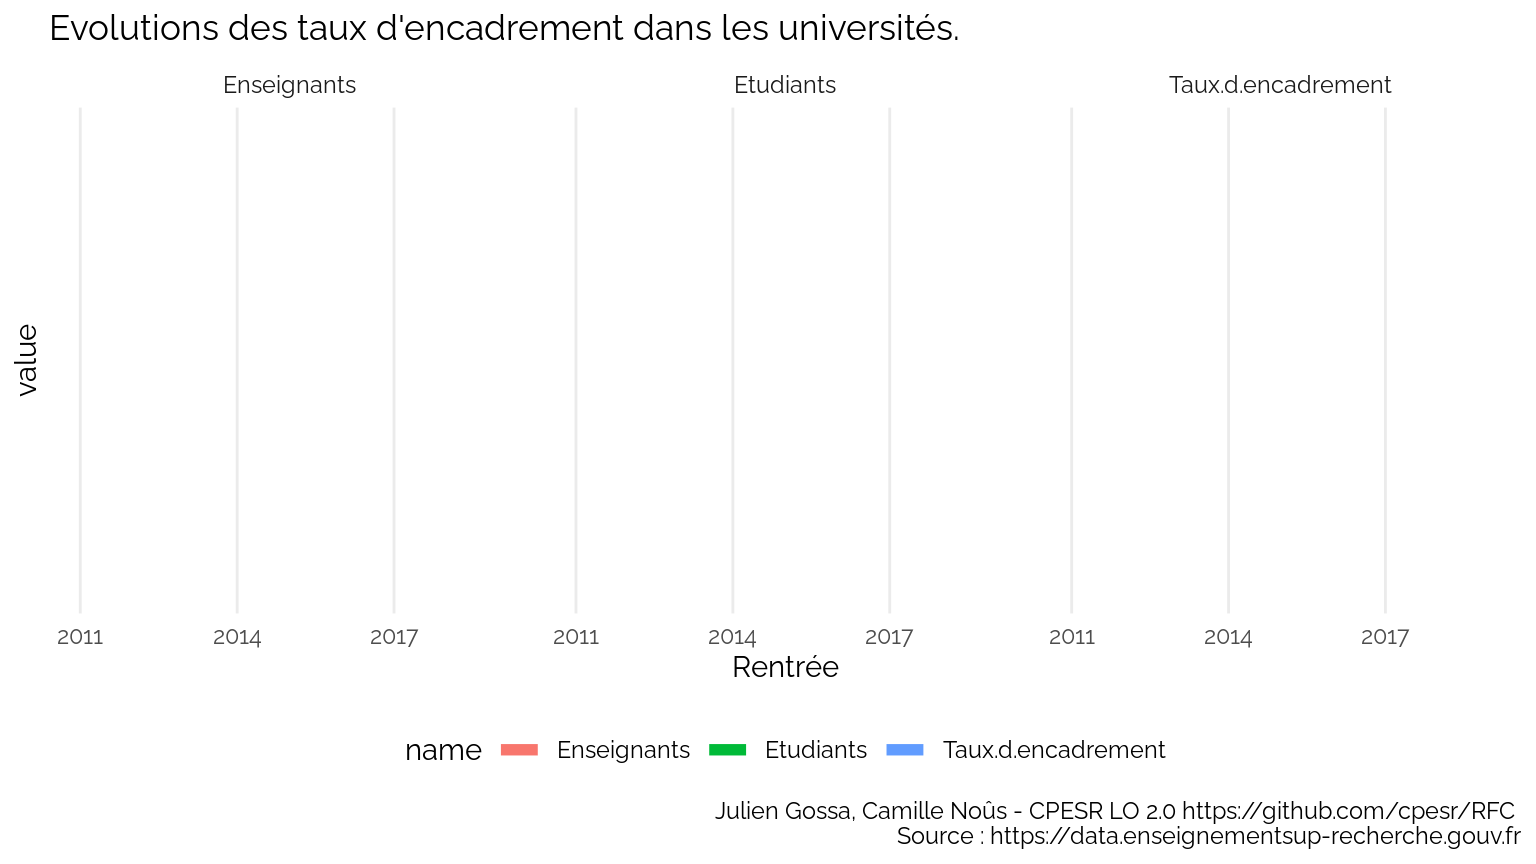 Evolutions des taux d'encadrement dans les universités.
Enseignants Etudiants Taux.d.encadrement
value
2011 2014 2017 2011 2014 2017 2011 2014 2017
Rentrée
name Enseignants Etudiants Taux.d.encadrement
Julien Gossa, Camille Noûs - CPESR LO 2.0 https://github.com/cpesr/RFC
Source : https://data.enseignementsup-recherche.gouv.fr